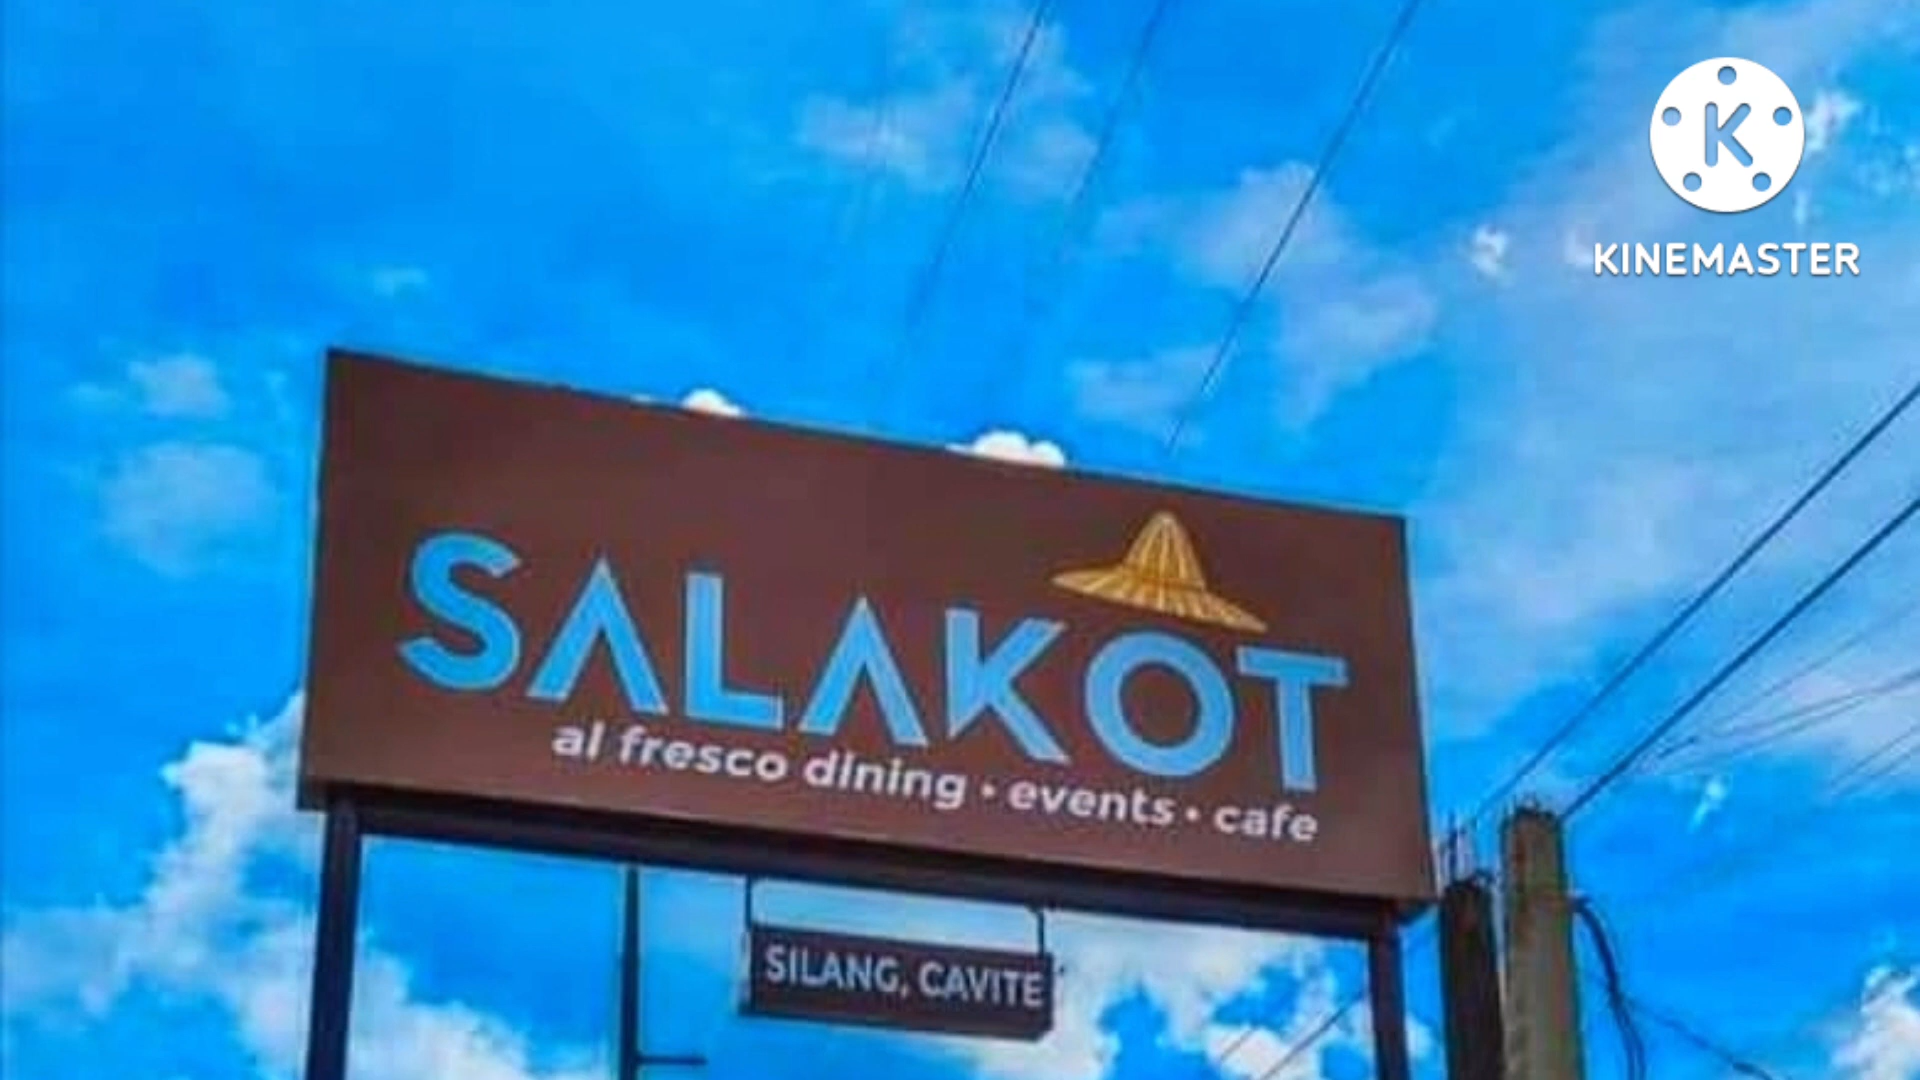 K
KINEMASTER
SALAKOT
al fresco dining • events • cafe
SILANG, CAVITE